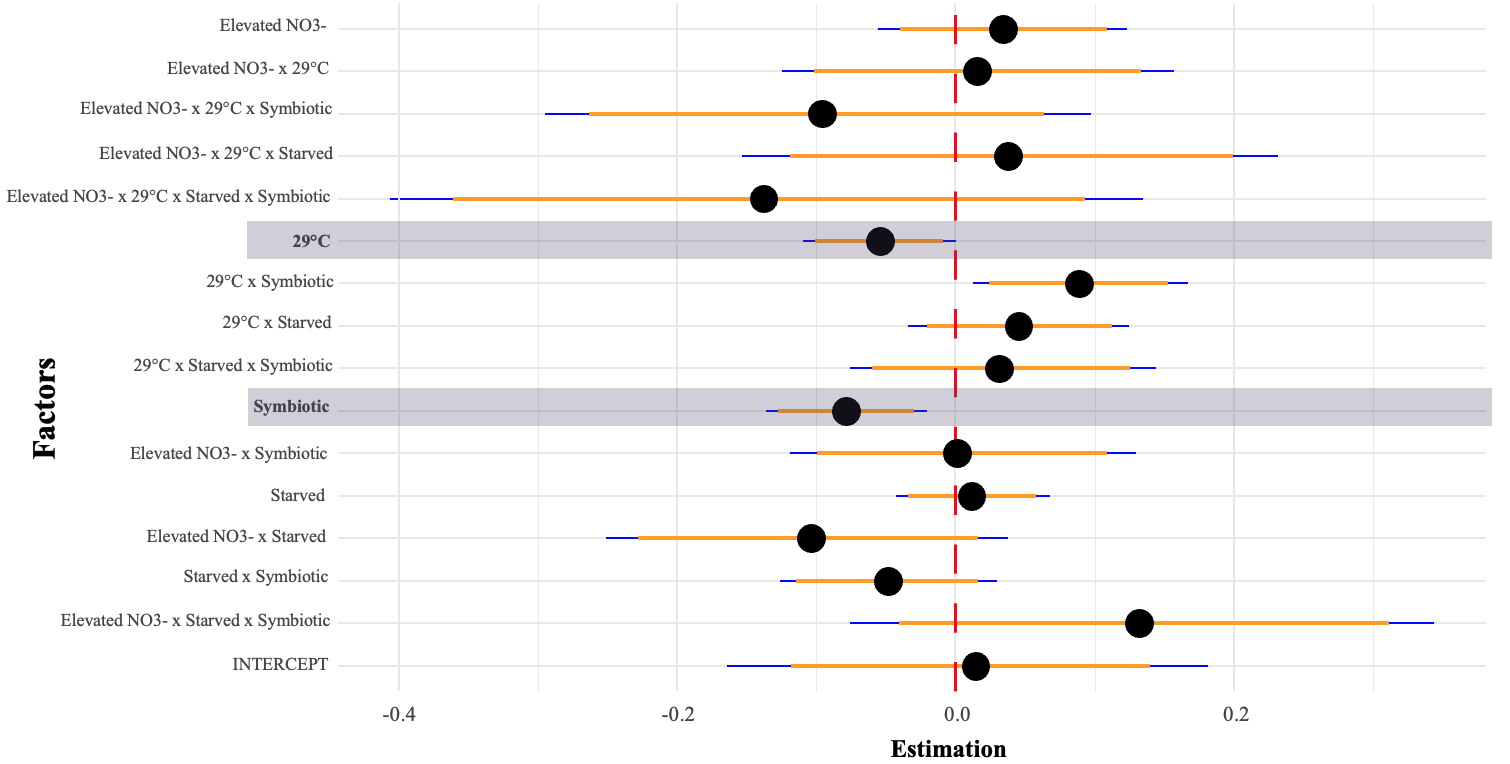 Elevated NO3-
Elevated NO3- x 29°C
Elevated NO3- x 29°C x Symbiotic
Elevated NO3- x 29°C x Starved
Elevated NO3- x 29°C x Starved x Symbiotic
29°C
29°C x Symbiotic
29°C x Starved
29°C x Starved x Symbiotic
Symbiotic
Elevated NO3- x Symbiotic
Starved
Elevated NO3- x Starved
Starved x Symbiotic
Elevated NO3- x Starved x Symbiotic
INTERCEPT
Factors
-0.4 -0.2 0.0 0.2
Estimation